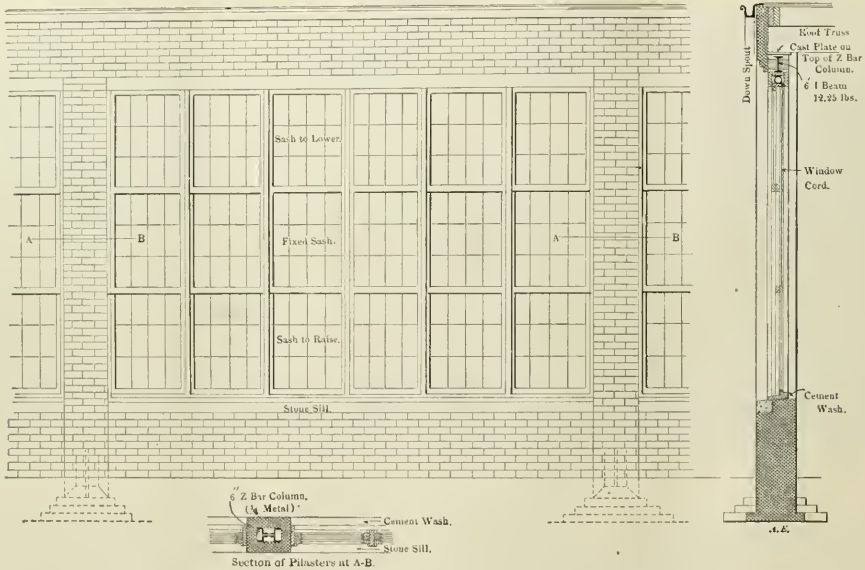 Down Spout
Roof Truss
Cast Plate on
Top of Z Bar
Column.
6" I Beam
12.25 lbs.
Sash to Lower.
Window
Cord.
A
B
Fixed Sash.
A
B
Sash to Raise.
Stone Sill.
Cement
Wash.
6" Z Bar Column.
(¼ Metal)
Cement Wash.
Stone Sill.
Section of Pilasters at A-B.
A.E.